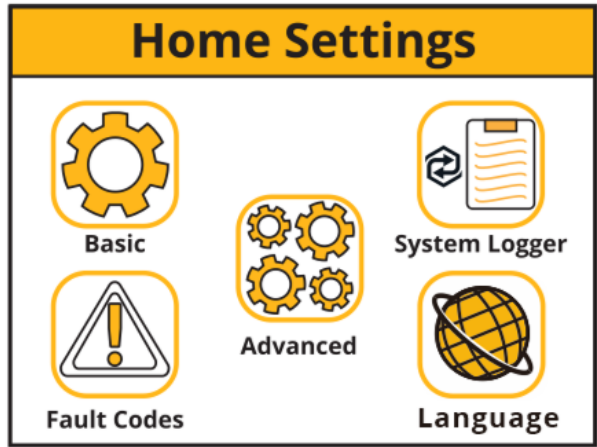 Home Settings
Basic
System Logger
Advanced
Fault Codes
Language